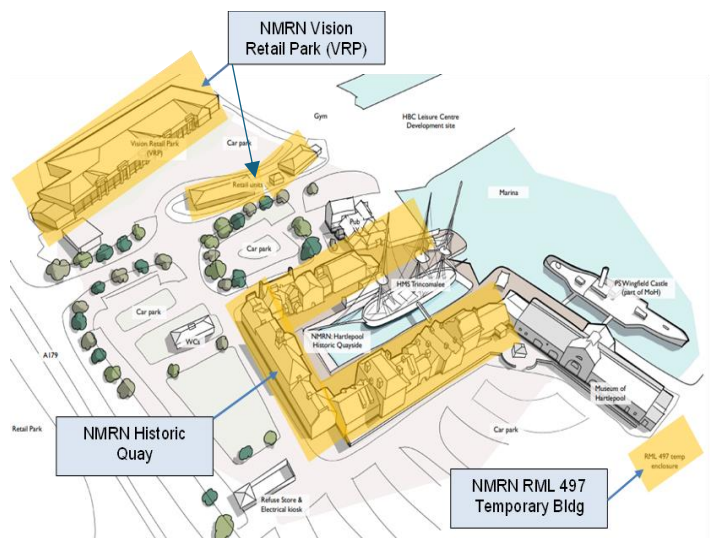 NMRN Vision
Retail Park (VRP)
Gym
HBC Leisure Centre
Development site
Car park
Vision Retail Park
(VRP)
Retail units
Marina
Pub
Car park
HMS Trincomalee
PS Wingfield Castle
(part of MoH)
Car park
WCs
NMRN: Hartlepool
Historic Quayside
A179
Museum of
Hartlepool
Retail Park
NMRN Historic
Quay
Car park
RML 497 temp
enclosure
NMRN RML 497
Temporary Bldg
Refuse Store &
Electrical kiosk